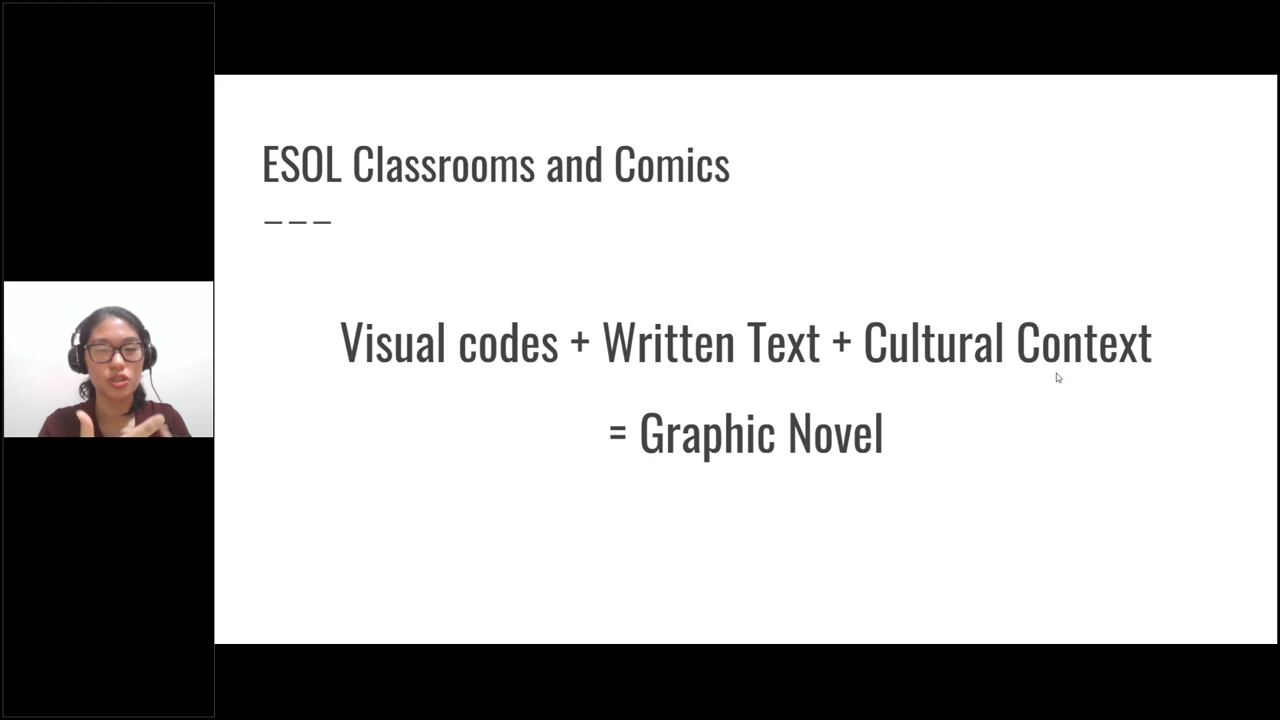 ESOL Classrooms and Comics
Visual codes + Written Text + Cultural Context
= Graphic Novel